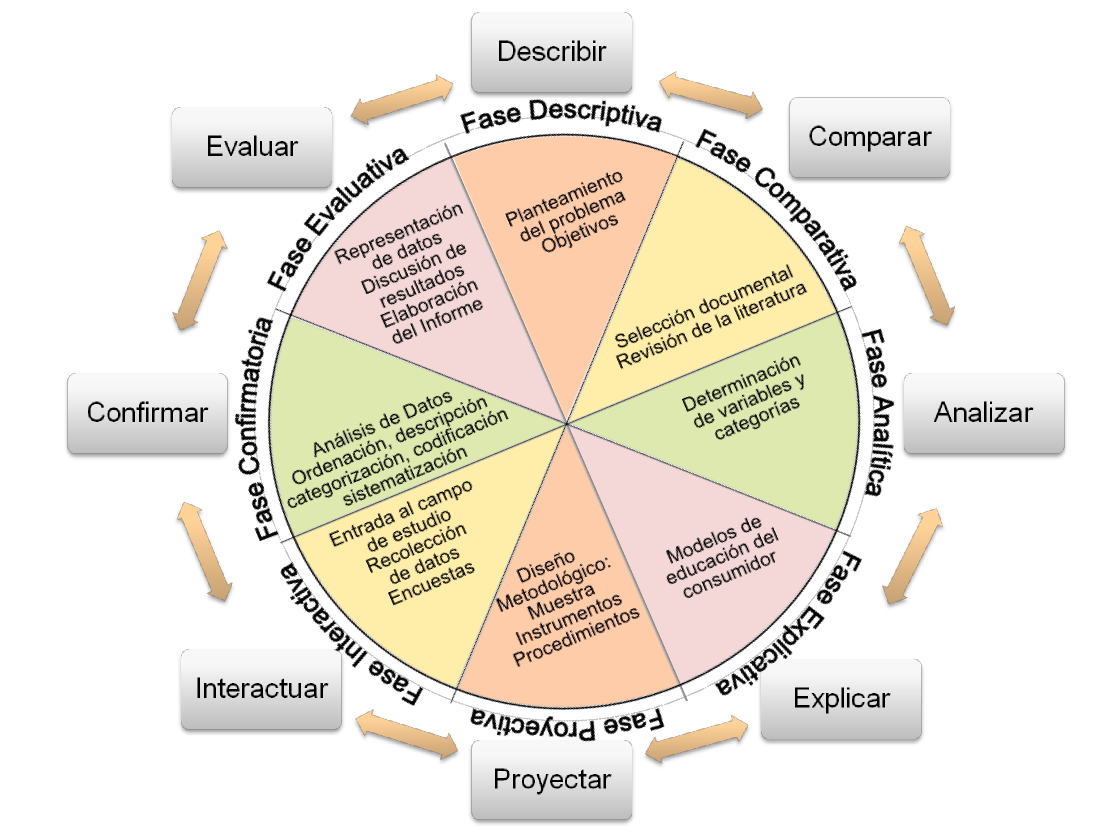 Describir
Comparar
Analizar
Explicar
Proyectar
Interactuar
Confirmar
Evaluar
Fase Descriptiva
Planteamiento
del problema
Objetivos
Fase Comparativa
Selección documental
Revisión de la literatura
Fase Analítica
Determinación
de variables y
categorías
Fase Explicativa
Modelos de
educación del
consumidor
Fase Proyectiva
Diseño
Metodológico:
Muestra
Instrumentos
Procedimientos
Fase Interactiva
Entrada al campo
de estudio
Recolección
de datos
Encuestas
Fase Confirmatoria
Análisis de Datos
Ordenación, descripción
categorización, codificación
sistematización
Fase Evaluativa
Representación
de datos
Discusión de
resultados
Elaboración
del Informe